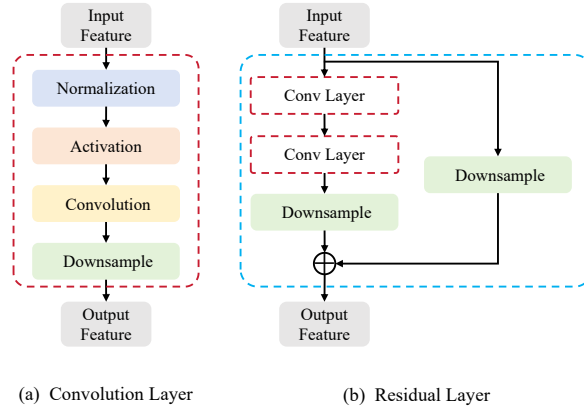 Input
Feature
Normalization
Activation
Convolution
Downsample
Output
Feature
(a) Convolution Layer
Input
Feature
Conv Layer
Conv Layer
Downsample
Downsample
Output
Feature
(b) Residual Layer